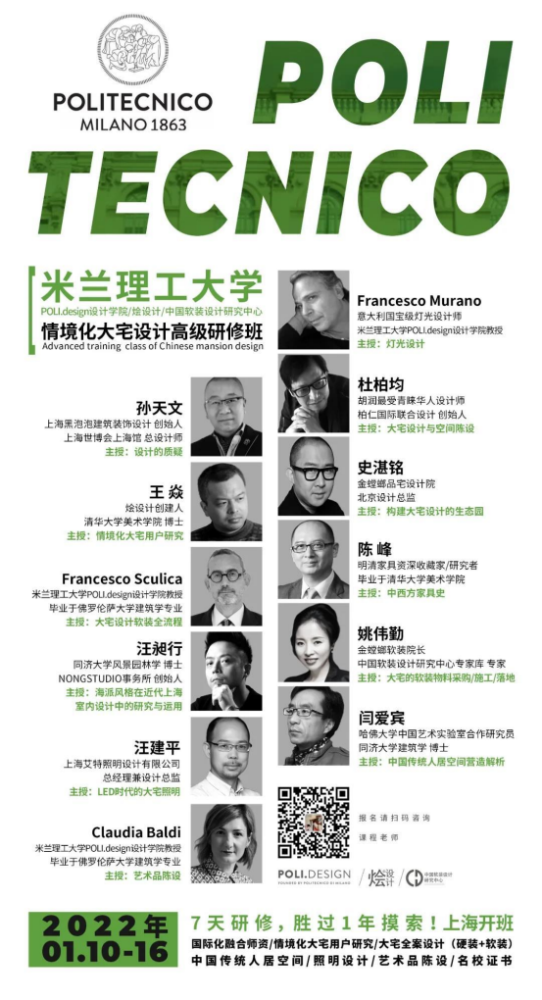 POLITECNICO
MILANO 1863
POLI
TECNICO
米兰理工大学
POLI.design设计学院/烩设计/中国软装设计研究中心
情境化大宅设计高级研修班
Advanced training class of Chinese mansion design
Francesco Murano
意大利国宝级灯光设计师
米兰理工大学POLI.design设计学院教授
主授：灯光设计
杜柏均
胡润最受青睐华人设计师
柏仁国际联合设计 创始人
主授：大宅设计与空间陈设
孙天文
上海黑泡泡建筑装饰设计 创始人
上海世博会上海馆 总设计师
主授：设计的质疑
史湛铭
金螳螂品宅设计院
北京设计总监
主授：构建大宅设计的生态园
王 焱
烩设计创建人
清华大学美术学院 博士
主授：情境化大宅用户研究
陈 峰
明清家具资深收藏家/研究者
毕业于清华大学美术学院
主授：中西方家具史
Francesco Sculica
米兰理工大学POLI.design设计学院教授
毕业于佛罗伦萨大学建筑学专业
主授：大宅设计软装全流程
姚伟勤
金螳螂软装院长
中国软装设计研究中心专家库 专家
主授：大宅的软装物料采购/施工/落地
汪昶行
同济大学风景园林学 博士
NONGSTUDIO事务所 创始人
主授：海派风格在近代上海
室内设计中的研究与运用
闫爱宾
哈佛大学中国艺术实验室合作研究员
同济大学建筑学 博士
主授：中国传统人居空间营造解析
汪建平
上海艾特照明设计有限公司
总经理兼设计总监
主授：LED时代的大宅照明
Claudia Baldi
米兰理工大学POLI.design设计学院教授
毕业于佛罗伦萨大学建筑学专业
主授：艺术品陈设
报名请扫码咨询
课程老师
POLI.DESIGN
FOUNDED BY POLITECNICO DI MILANO
烩设计
中国软装设计
研究中心
2022年
01.10-16
7天研修，胜过1年摸索！上海开班
国际化融合师资/情境化大宅用户研究/大宅全案设计（硬装+软装）
中国传统人居空间/照明设计/艺术品陈设/名校证书